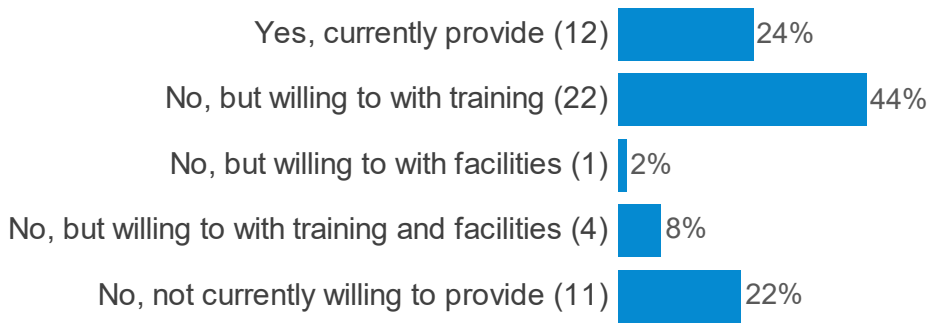 Yes, currently provide (12) 24%
No, but willing to with training (22) 44%
No, but willing to with facilities (1) 2%
No, but willing to with training and facilities (4) 8%
No, not currently willing to provide (11) 22%